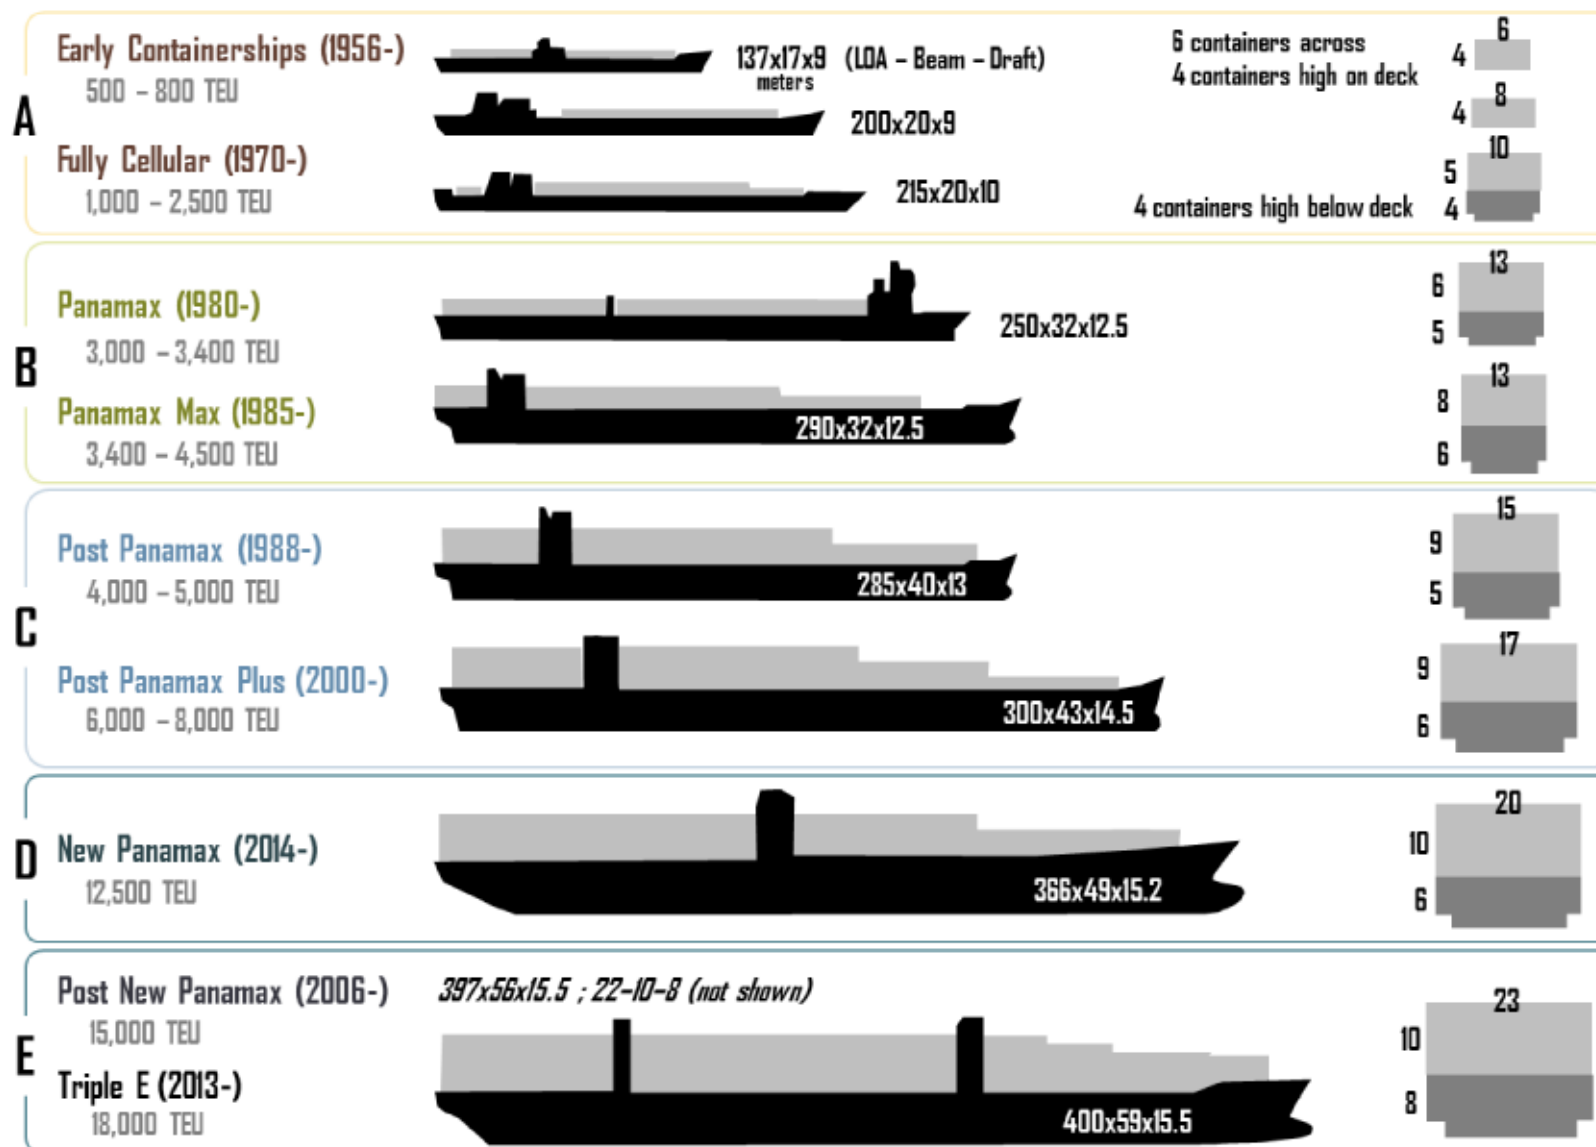 A
Early Containerships (1956-)
500 – 800 TEU
137x17x9 (LOA – Beam – Draft)
meters
6 containers across
4 containers high on deck
6
4
200x20x9
8
4
Fully Cellular (1970-)
1,000 – 2,500 TEU
215x20x10
4 containers high below deck
10
5
4
B
Panamax (1980-)
3,000 – 3,400 TEU
250x32x12.5
13
6
5
Panamax Max (1985-)
3,400 – 4,500 TEU
290x32x12.5
13
8
6
C
Post Panamax (1988-)
4,000 – 5,000 TEU
285x40x13
15
9
5
Post Panamax Plus (2000-)
6,000 – 8,000 TEU
300x43x14.5
17
9
6
D
New Panamax (2014-)
12,500 TEU
366x49x15.2
20
10
6
E
Post New Panamax (2006-)
15,000 TEU
397x56x15.5 ; 22–10–8 (not shown)
Triple E (2013-)
18,000 TEU
400x59x15.5
23
10
8